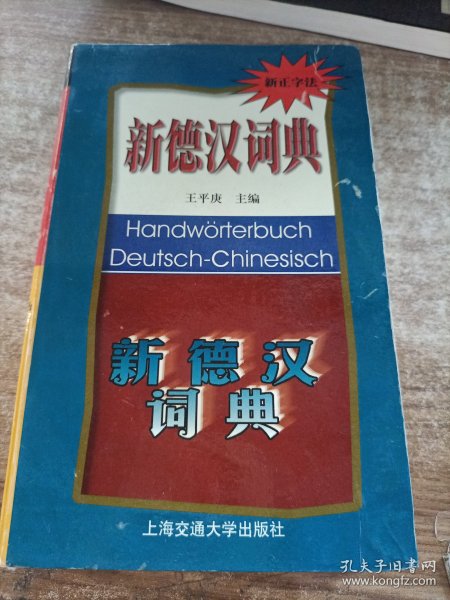 新正字法
新德汉词典
王平庚 主编
Handwörterbuch
Deutsch-Chinesisch
新德汉
词典
上海交通大学出版社
孔夫子旧书网
www.kongfz.com